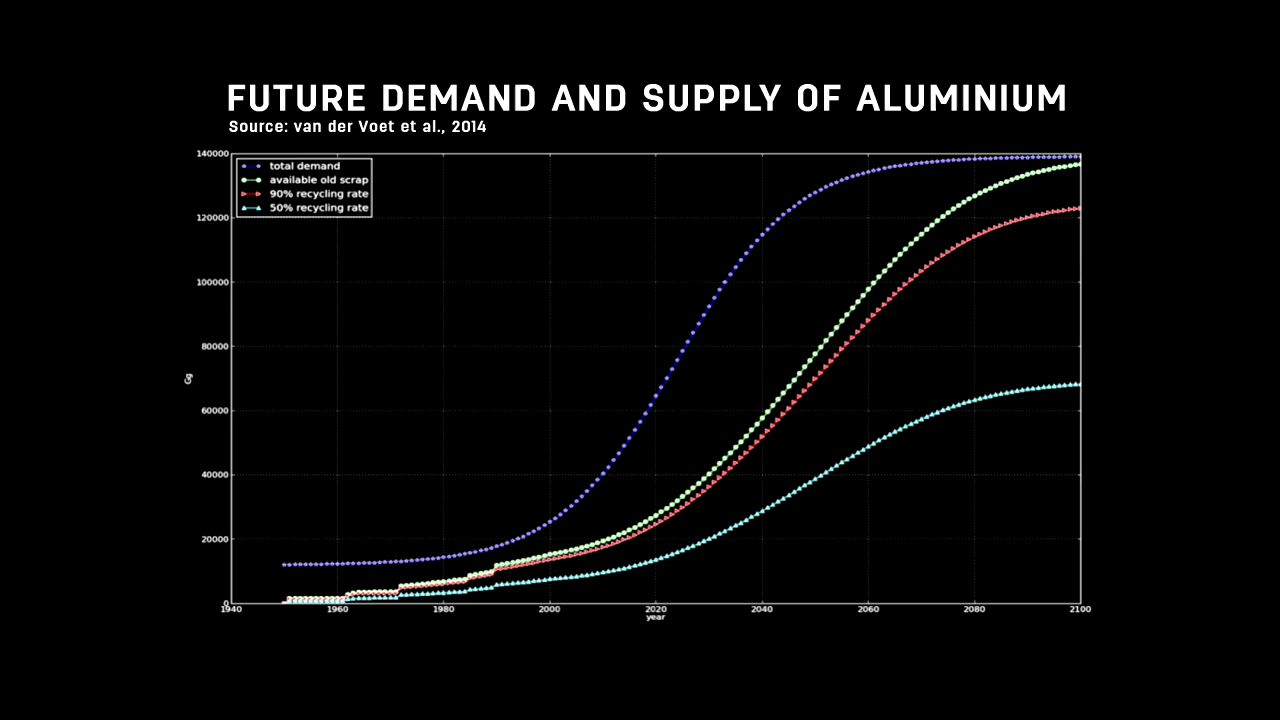 FUTURE DEMAND AND SUPPLY OF ALUMINIUM
Source: van der Voet et al., 2014
140000
total demand
available old scrap
90% recycling rate
50% recycling rate
120000
100000
80000
Gg
60000
40000
20000
0
1940 1960 1980 2000 2020 2040 2060 2080 2100
year